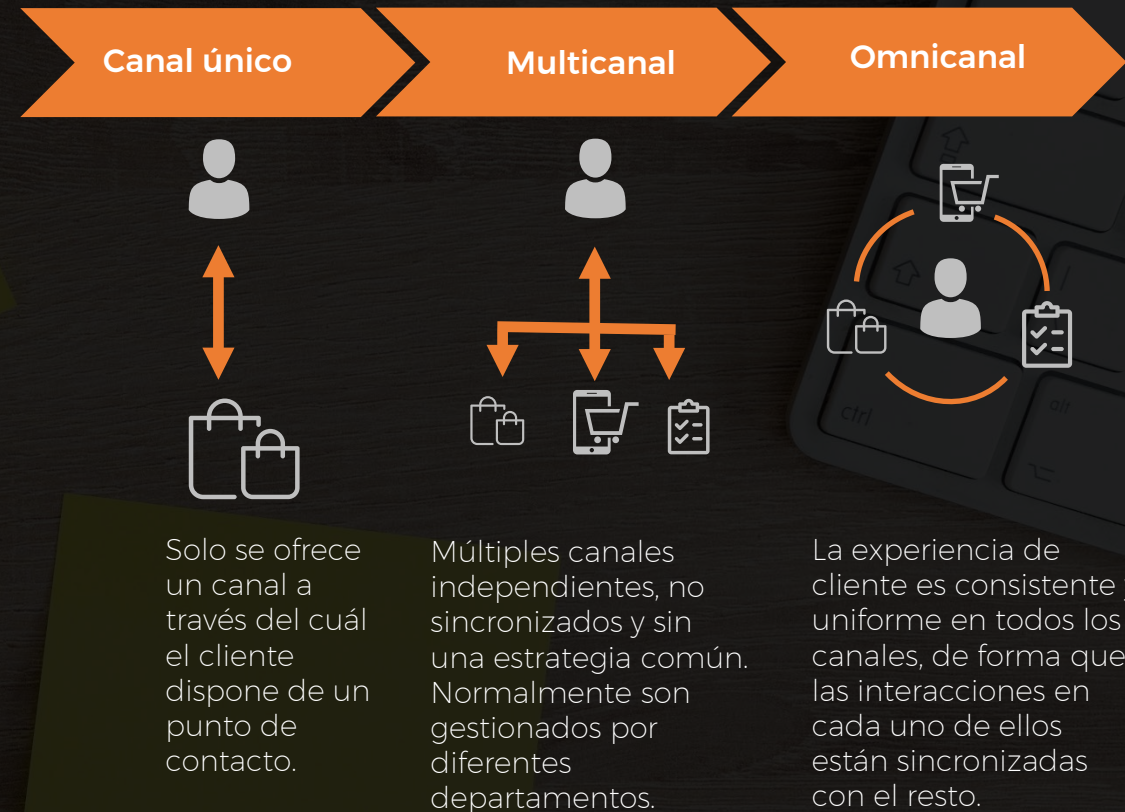 Canal único
Multicanal
Omnicanal
Solo se ofrece
un canal a
través del cuál
el cliente
dispone de un
punto de
contacto.
Múltiples canales
independientes, no
sincronizados y sin
una estrategia común.
Normalmente son
gestionados por
diferentes
departamentos.
La experiencia de
cliente es consistente y
uniforme en todos los
canales, de forma que
las interacciones en
cada uno de ellos
están sincronizadas
con el resto.
ctrl
alt